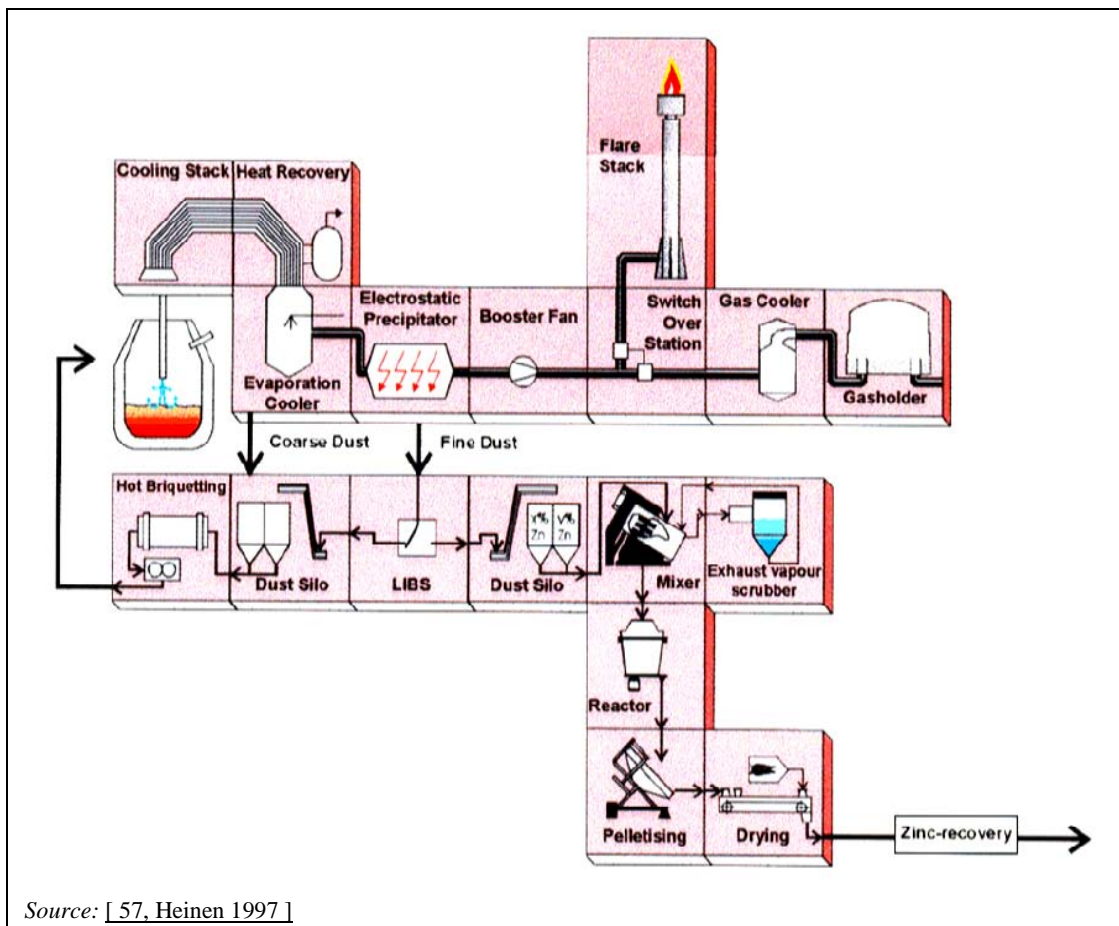 Flare
Stack
Cooling Stack
Heat Recovery
Electrostatic
Precipitator
Booster Fan
Switch
Over
Station
Gas Cooler
Gasholder
Evaporation
Cooler
Coarse Dust
Fine Dust
Hot Briquetting
Dust Silo
LIBS
X%
Zn
Y%
Zn
Dust Silo
Mixer
Exhaust vapour
scrubber
Reactor
Pelletising
Drying
Zinc-recovery
Source: [ 57, Heinen 1997 ]